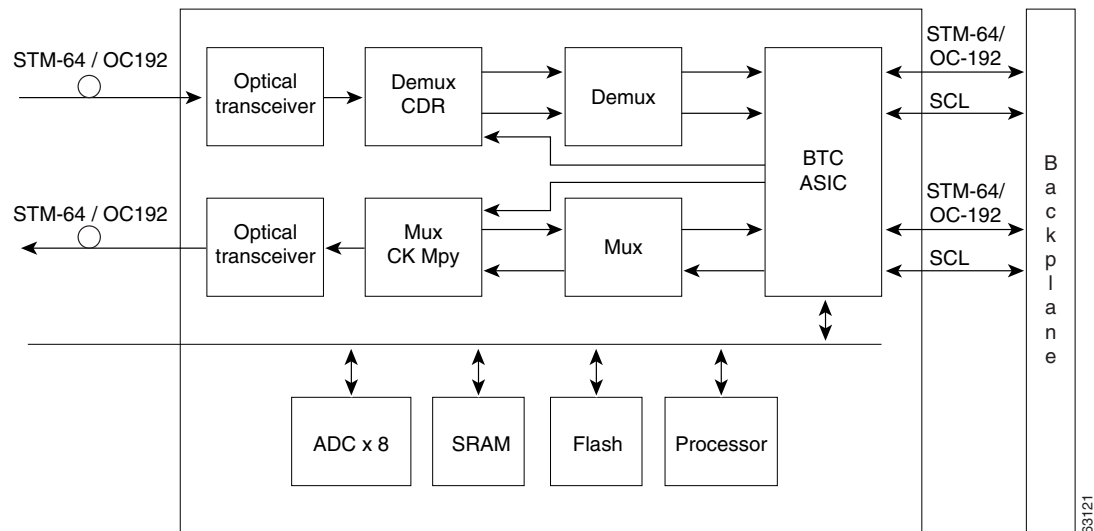 STM-64 / OC192
Optical
transceiver
Demux
CDR
Demux
BTC
ASIC
STM-64/
OC-192
SCL
STM-64 / OC192
Optical
transceiver
Mux
CK Mpy
Mux
STM-64/
OC-192
SCL
Backplane
ADC x 8
SRAM
Flash
Processor
63121